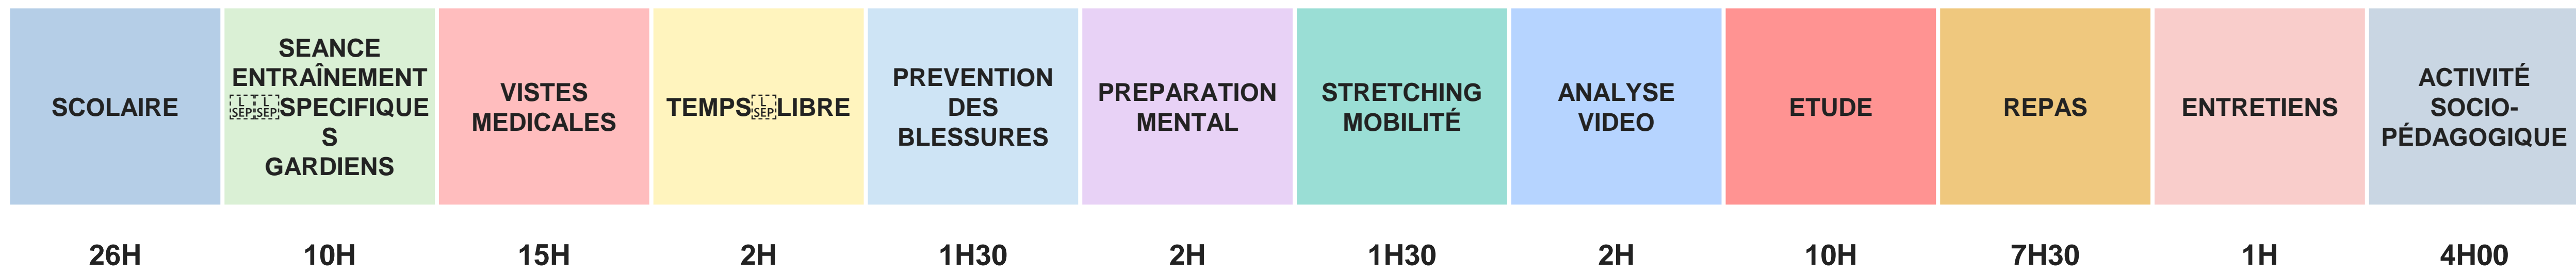 SCOLAIRE
SEANCE
ENTRAÎNEMENT
SPECIFIQUE
S
GARDIENS
VISTES
MEDICALES
TEMPS LIBRE
PREVENTION
DES
BLESSURES
PREPARATION
MENTAL
STRETCHING
MOBILITÉ
ANALYSE
VIDEO
ETUDE
REPAS
ENTRETIENS
ACTIVITÉ
SOCIO-
PÉDAGOGIQUE
26H
10H
15H
2H
1H30
2H
1H30
2H
10H
7H30
1H
4H00